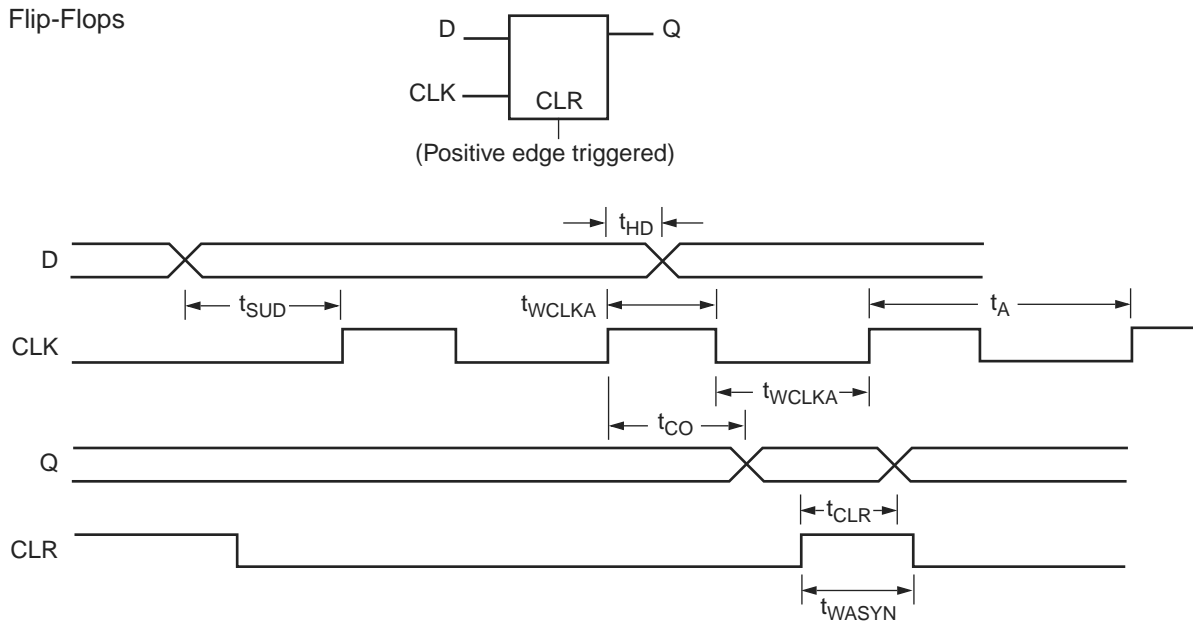 Flip-Flops
D
Q
CLK
CLR
(Positive edge triggered)
tHD
D
tSUD
tWCLKA
tA
CLK
tWCLKA
tCO
Q
tCLR
CLR
tWASYN